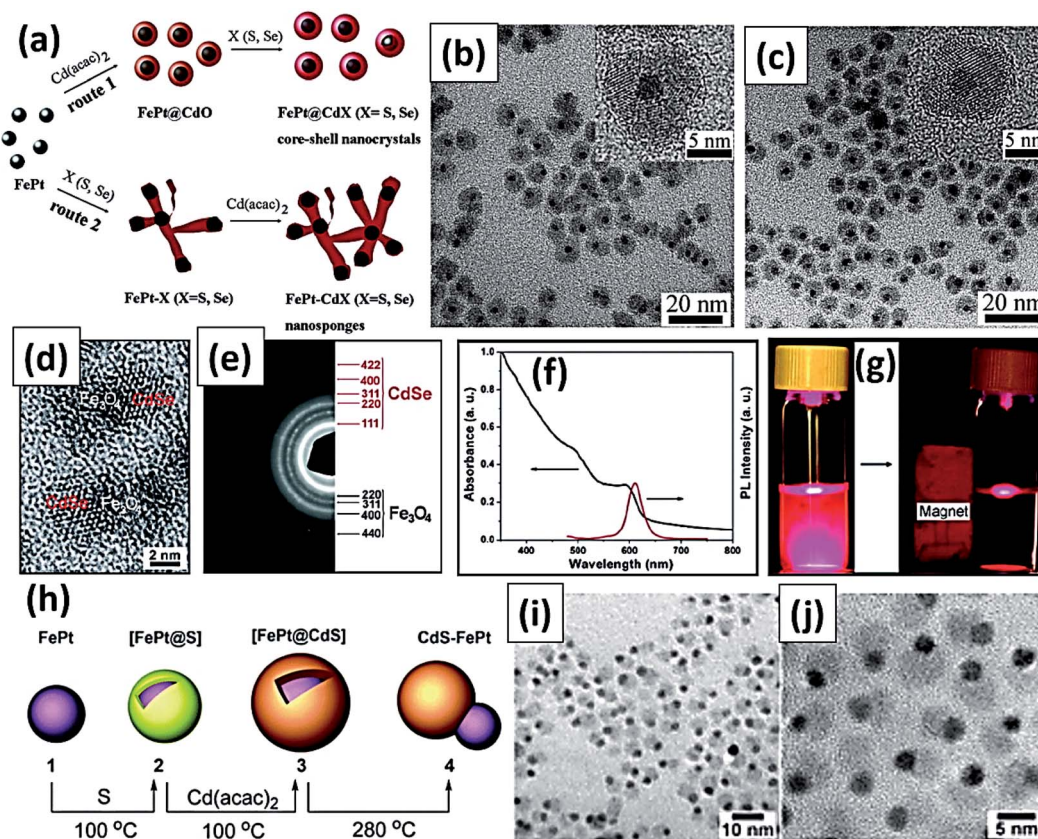 (a)
X (S, Se)
Cd(acac)2
route 1
FePt@CdO
FePt@CdX (X= S, Se)
core-shell nanocrystals
FePt
X (S, Se)
route 2
Cd(acac)2
FePt-X (X=S, Se)
FePt-CdX (X=S, Se)
nanosponges
(b)
5 nm
20 nm
(c)
5 nm
20 nm
(d)
CdSe
CdSe
2 nm
(e)
422
400
311
220
111
CdSe
220
311
400
440
Fe3O4
(f)
1.0
0.8
0.6
0.4
0.2
0.0
Absorbance (a. u.)
PL Intensity (a. u.)
400 500 600 700 800
Wavelength (nm)
(g)
Magnet
(h)
FePt
[FePt@S]
[FePt@CdS]
CdS-FePt
1 2 3 4
S
Cd(acac)2
100 °C
100 °C
280 °C
(i)
10 nm
(j)
5 nm